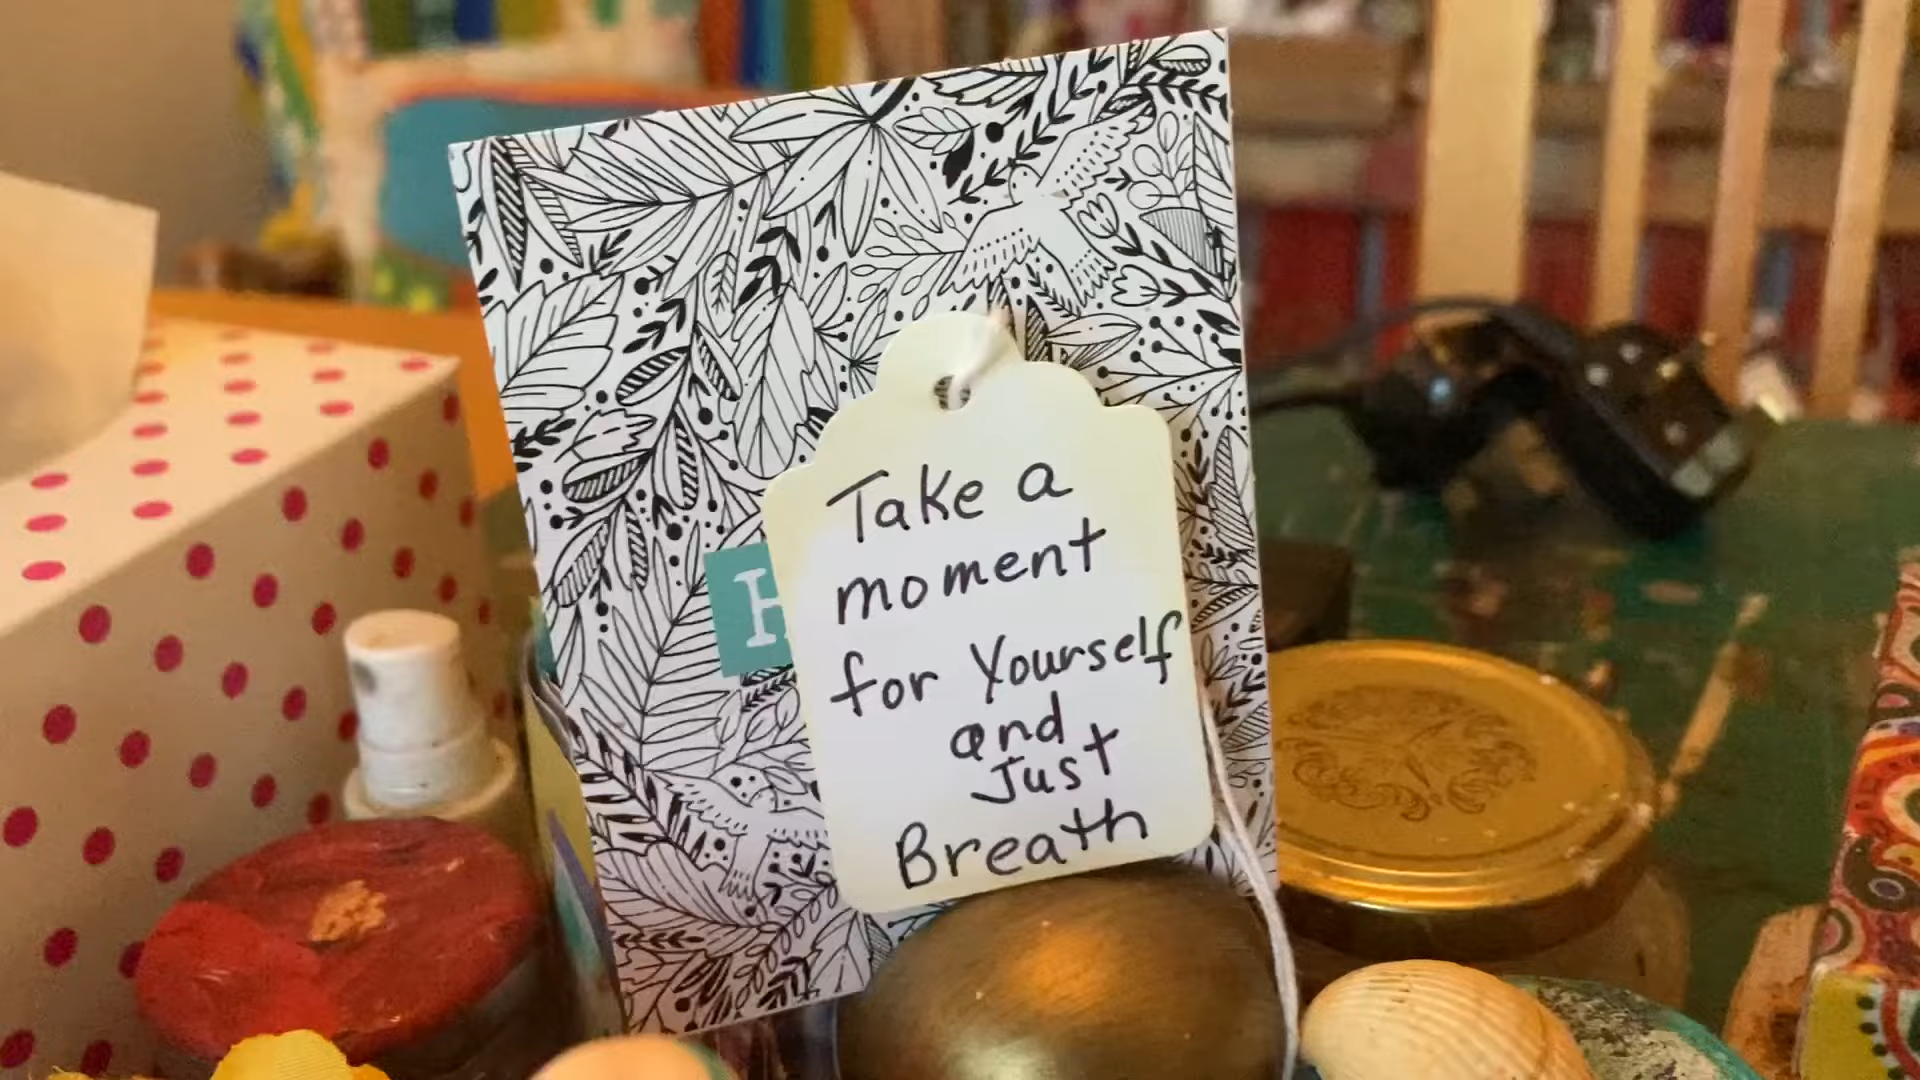 H
Take a
moment
for Yourself
and
Just
Breath